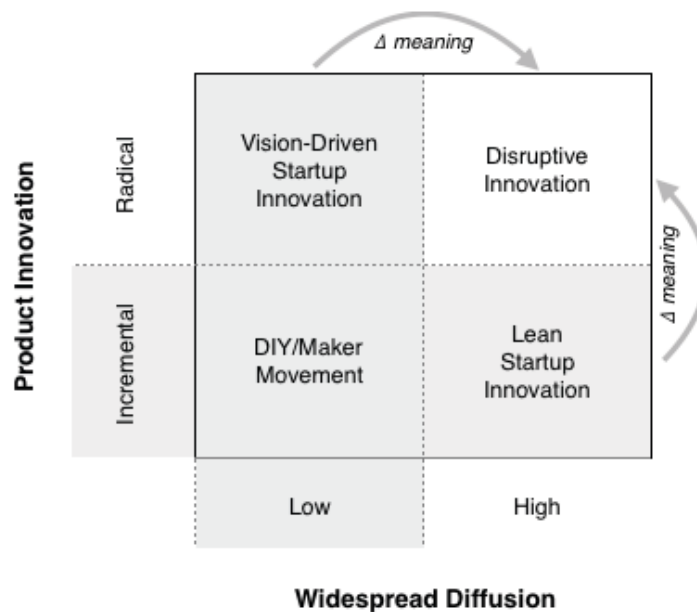 Δ meaning
Product Innovation
Radical
Vision-Driven
Startup
Innovation
Disruptive
Innovation
Δ meaning
Incremental
DIY/Maker
Movement
Lean
Startup
Innovation
Low
High
Widespread Diffusion